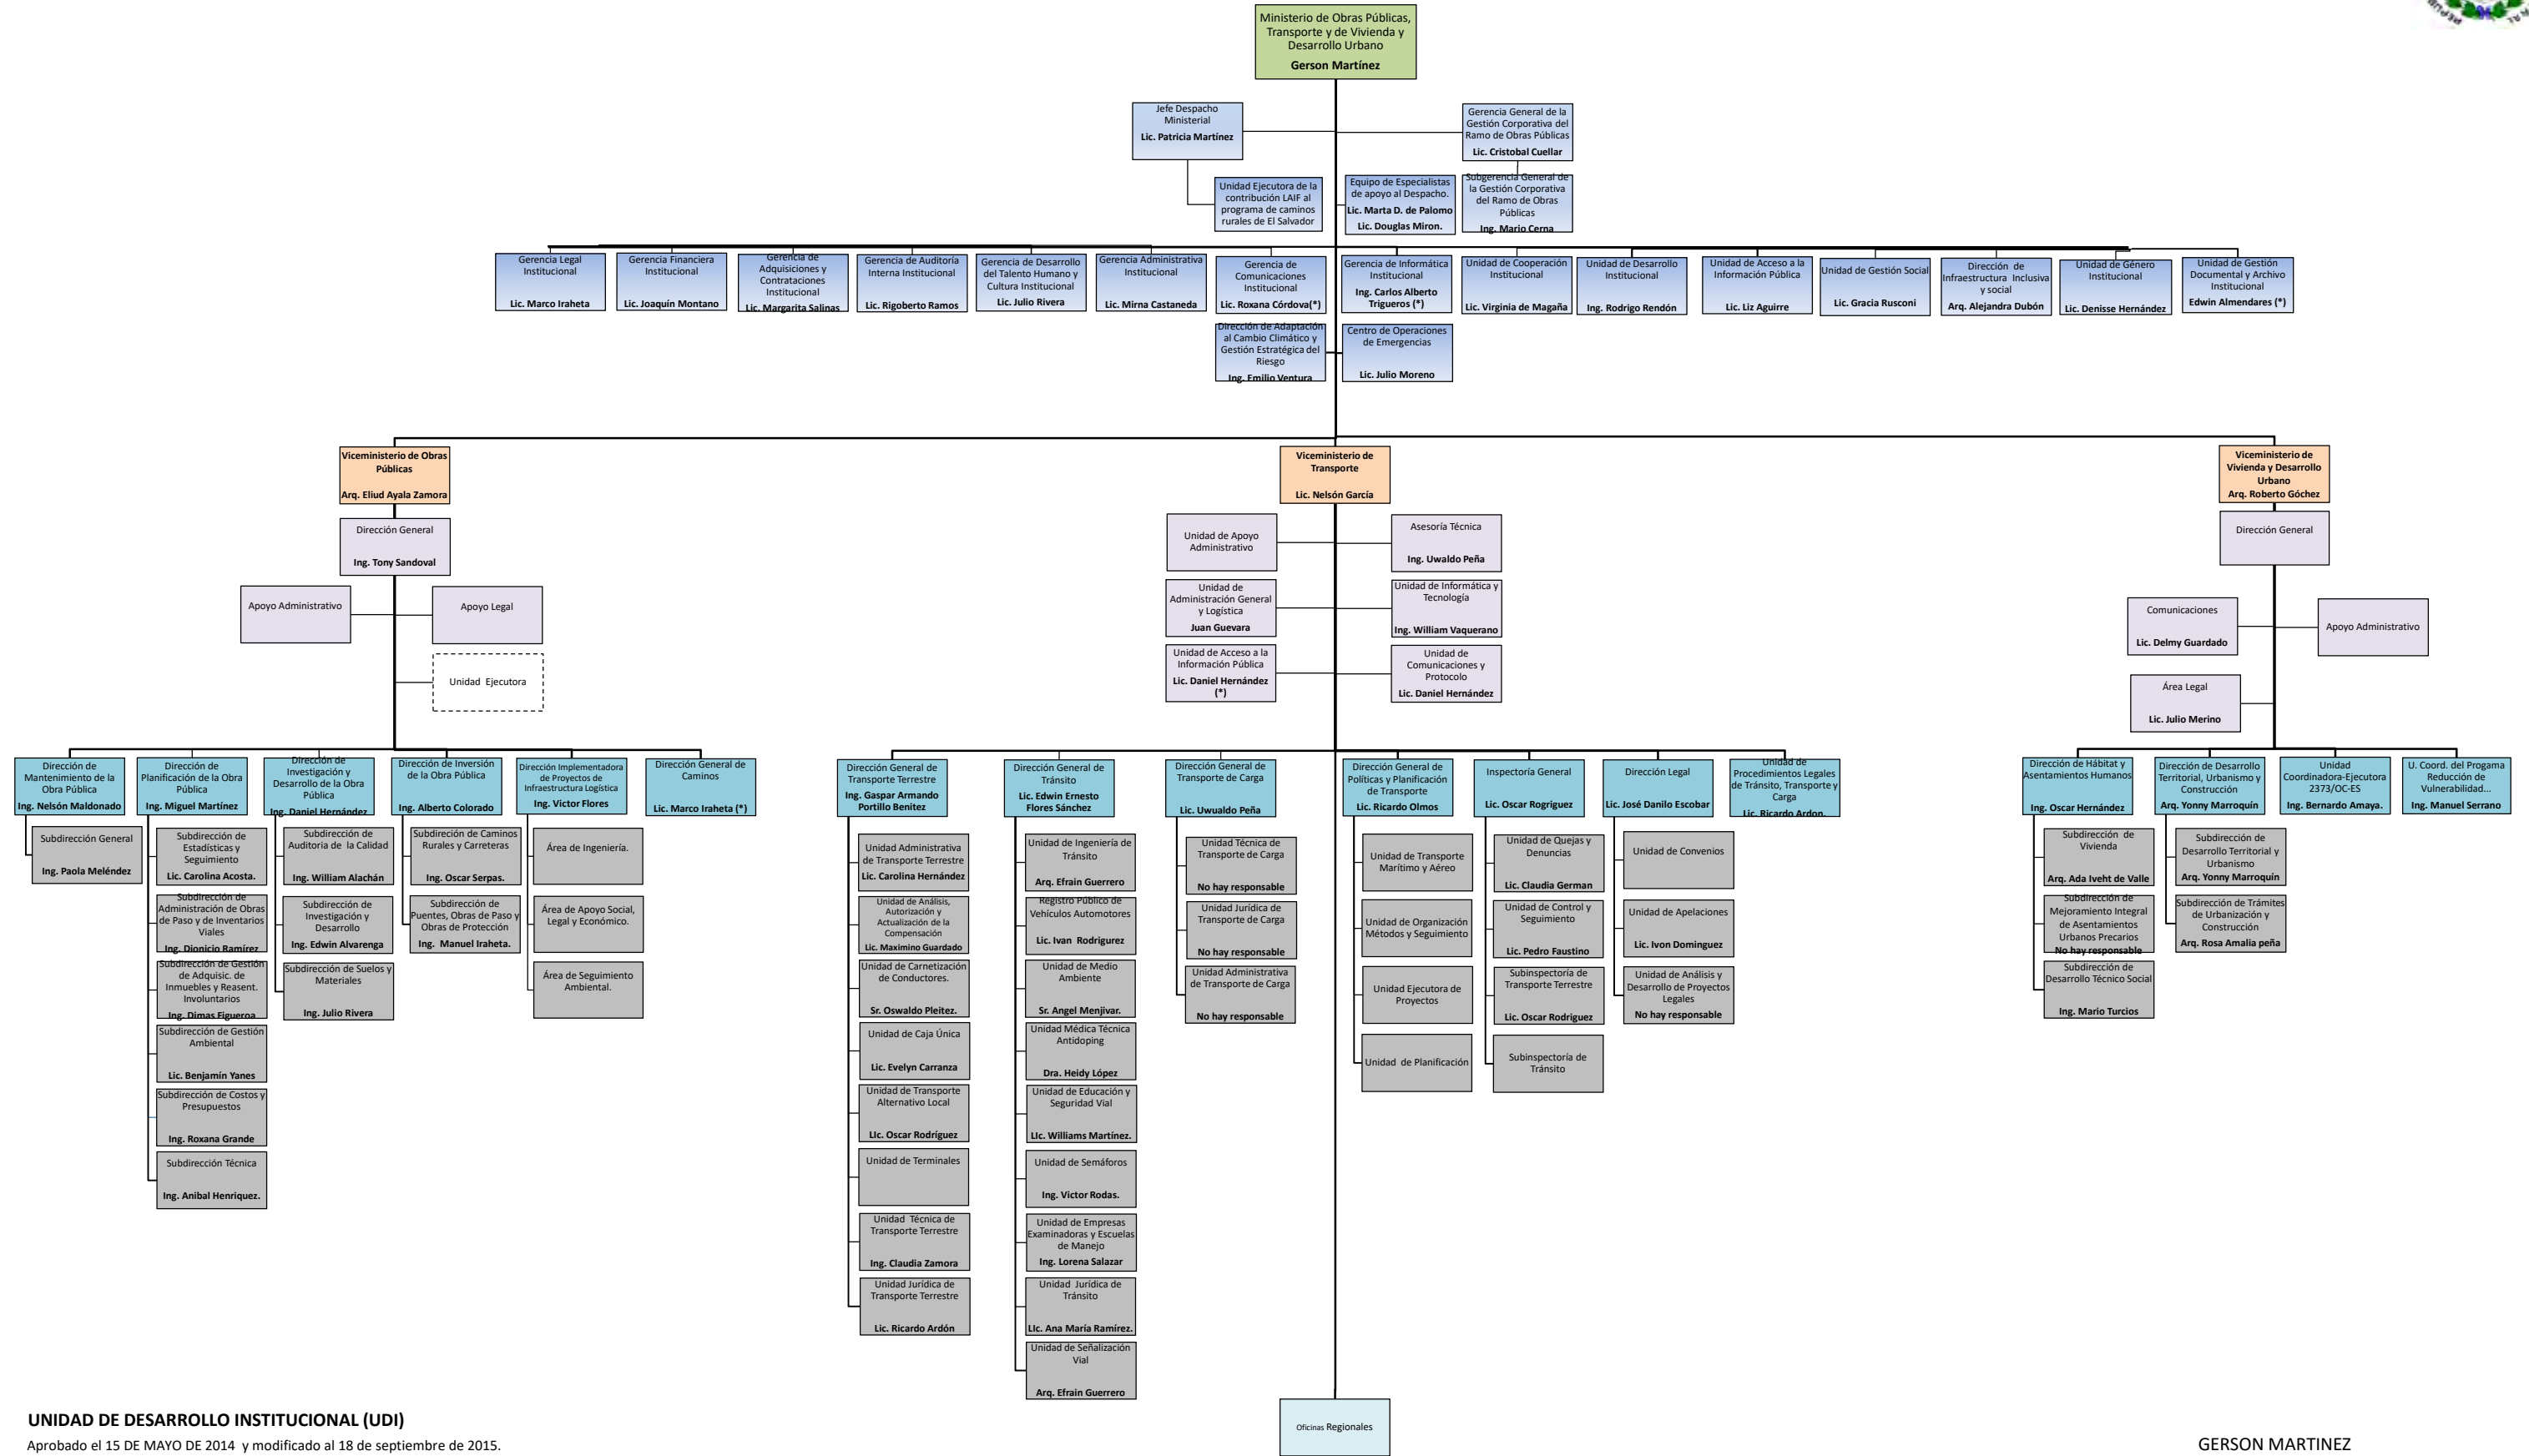 Ministerio de Obras Públicas,
Transporte y de Vivienda y
Desarrollo Urbano
Gerson Martínez
Jefe Despacho
Ministerial
Lic. Patricia Martínez
Gerencia General de la
Gestión Corporativa del
Ramo de Obras Públicas
Lic. Cristobal Cuellar
Unidad Ejecutora de la
contribución LAIF al
programa de caminos
rurales de El Salvador
Equipo de Especialistas
de apoyo al Despacho.
Lic. Marta D. de Palomo
Lic. Douglas Miron.
Subgerencia General de
la Gestión Corporativa
del Ramo de Obras
Públicas
Ing. Mario Cerna
Gerencia Legal
Institucional
Lic. Marco Iraheta
Gerencia Financiera
Institucional
Lic. Joaquín Montano
Gerencia de
Adquisiciones y
Contrataciones
Institucional
Lic. Margarita Salinas
Gerencia de Auditoría
Interna Institucional
Lic. Rigoberto Ramos
Gerencia de Desarrollo
del Talento Humano y
Cultura Institucional
Lic. Julio Rivera
Gerencia Administrativa
Institucional
Lic. Mirna Castaneda
Gerencia de
Comunicaciones
Institucional
Lic. Roxana Córdova(*)
Gerencia de Informática
Institucional
Ing. Carlos Alberto
Trigueros (*)
Unidad de Cooperación
Institucional
Lic. Virginia de Magaña
Unidad de Desarrollo
Institucional
Ing. Rodrigo Rendón
Unidad de Acceso a la
Información Pública
Lic. Liz Aguirre
Unidad de Gestión Social
Lic. Gracia Rusconi
Dirección de
Infraestructura Inclusiva
y social
Arq. Alejandra Dubón
Unidad de Género
Institucional
Lic. Denisse Hernández
Unidad de Gestión
Documental y Archivo
Institucional
Edwin Almendares (*)
Dirección de Adaptación
al Cambio Climático y
Gestión Estratégica del
Riesgo
Ing. Emilio Ventura
Centro de Operaciones
de Emergencias
Lic. Julio Moreno
Viceministerio de Obras
Públicas
Arq. Eliud Ayala Zamora
Viceministerio de
Transporte
Lic. Nelsón García
Viceministerio de
Vivienda y Desarrollo
Urbano
Arq. Roberto Góchez
Dirección General
Ing. Tony Sandoval
Apoyo Administrativo
Apoyo Legal
Unidad Ejecutora
Unidad de Apoyo
Administrativo
Asesoría Técnica
Ing. Uwaldo Peña
Unidad de
Administración General
y Logística
Juan Guevara
Unidad de Informática y
Tecnología
Ing. William Vaquerano
Unidad de Acceso a la
Información Pública
Lic. Daniel Hernández
(*)
Unidad de
Comunicaciones y
Protocolo
Lic. Daniel Hernández
Dirección General
Comunicaciones
Lic. Delmy Guardado
Apoyo Administrativo
Área Legal
Lic. Julio Merino
Dirección de
Mantenimiento de la
Obra Pública
Ing. Nelsón Maldonado
Subdirección General
Ing. Paola Meléndez
Dirección de
Planificación de la Obra
Pública
Ing. Miguel Martínez
Subdirección de
Estadísticas y
Seguimiento
Lic. Carolina Acosta.
Subdirección de
Administración de Obras
de Paso y de Inventarios
Viales
Ing. Dionicio Ramírez
Subdirección de Gestión
de Adquisic. de
Inmuebles y Reasent.
Involuntarios
Ing. Dimas Figueroa
Subdirección de Gestión
Ambiental
Lic. Benjamín Yanes
Subdirección de Costos y
Presupuestos
Ing. Roxana Grande
Subdirección Técnica
Ing. Anibal Henriquez.
Dirección de
Investigación y
Desarrollo de la Obra
Pública
Ing. Daniel Hernández
Subdirección de
Auditoria de la Calidad
Ing. William Alachán
Subdirección de
Investigación y
Desarrollo
Ing. Edwin Alvarenga
Subdirección de Suelos y
Materiales
Ing. Julio Rivera
Dirección de Inversión
de la Obra Pública
Ing. Alberto Colorado
Subdireción de Caminos
Rurales y Carreteras
Ing. Oscar Serpas.
Subdirección de
Puentes, Obras de Paso y
Obras de Protección
Ing. Manuel Iraheta.
Dirección Implementadora
de Proyectos de
Infraestructura Logística
Ing. Victor Flores
Área de Ingeniería.
Área de Apoyo Social,
Legal y Económico.
Área de Seguimiento
Ambiental.
Dirección General de
Caminos
Lic. Marco Iraheta (*)
Dirección General de
Transporte Terrestre
Ing. Gaspar Armando
Portillo Benitez
Unidad Administrativa
de Transporte Terrestre
Lic. Carolina Hernández
Unidad de Análisis,
Autorización y
Actualización de la
Compensación
Lic. Maximino Guardado
Unidad de Carnetización
de Conductores.
Sr. Oswaldo Pleitez.
Unidad de Caja Única
Lic. Evelyn Carranza
Unidad de Transporte
Alternativo Local
LIc. Oscar Rodríguez
Unidad de Terminales
Unidad Técnica de
Transporte Terrestre
Ing. Claudia Zamora
Unidad Jurídica de
Transporte Terrestre
Lic. Ricardo Ardón
Dirección General de
Tránsito
Lic. Edwin Ernesto
Flores Sánchez
Unidad de Ingeniería de
Tránsito
Arq. Efrain Guerrero
Registro Público de
Vehículos Automotores
Lic. Ivan Rodrigurez
Unidad de Medio
Ambiente
Sr. Angel Menjivar.
Unidad Médica Técnica
Antidoping
Dra. Heidy López
Unidad de Educación y
Seguridad Vial
LIc. Williams Martínez.
Unidad de Semáforos
Ing. Victor Rodas.
Unidad de Empresas
Examinadoras y Escuelas
de Manejo
Ing. Lorena Salazar
Unidad Jurídica de
Tránsito
LIc. Ana María Ramírez.
Unidad de Señalización
Vial
Arq. Efrain Guerrero
Dirección General de
Transporte de Carga
Lic. Uwualdo Peña
Unidad Técnica de
Transporte de Carga
No hay responsable
Unidad Jurídica de
Transporte de Carga
No hay responsable
Unidad Administrativa
de Transporte de Carga
No hay responsable
Dirección General de
Políticas y Planificación
de Transporte
Lic. Ricardo Olmos
Unidad de Transporte
Marítimo y Aéreo
Unidad de Organización
Métodos y Seguimiento
Unidad Ejecutora de
Proyectos
Unidad de Planificación
Inspectoría General
Lic. Oscar Rogriguez
Unidad de Quejas y
Denuncias
Lic. Claudia German
Unidad de Control y
Seguimiento
Lic. Pedro Faustino
Subinspectoría de
Transporte Terrestre
Lic. Oscar Rodriguez
Subinspectoría de
Tránsito
Dirección Legal
Lic. José Danilo Escobar
Unidad de Convenios
Unidad de Apelaciones
Lic. Ivon Dominguez
Unidad de Análisis y
Desarrollo de Proyectos
Legales
No hay responsable
Unidad de
Procedimientos Legales
de Tránsito, Transporte y
Carga
Lic. Ricardo Ardon.
Dirección de Hábitat y
Asentamientos Humanos
Ing. Oscar Hernández
Subdirección de
Vivienda
Arq. Ada Iveht de Valle
Subdirección de
Mejoramiento Integral
de Asentamientos
Urbanos Precarios
No hay responsable
Subdirección de
Desarrollo Técnico Social
Ing. Mario Turcios
Dirección de Desarrollo
Territorial, Urbanismo y
Construcción
Arq. Yonny Marroquín
Subdirección de
Desarrollo Territorial y
Urbanismo
Arq. Yonny Marroquín
Subdirección de Trámites
de Urbanización y
Construcción
Arq. Rosa Amalia peña
Unidad
Coordinadora-Ejecutora
2373/OC-ES
Ing. Bernardo Amaya.
U. Coord. del Progama
Reducción de
Vulnerabilidad...
Ing. Manuel Serrano
Oficinas Regionales
UNIDAD DE DESARROLLO INSTITUCIONAL (UDI)
Aprobado el 15 DE MAYO DE 2014 y modificado al 18 de septiembre de 2015.
GERSON MARTINEZ